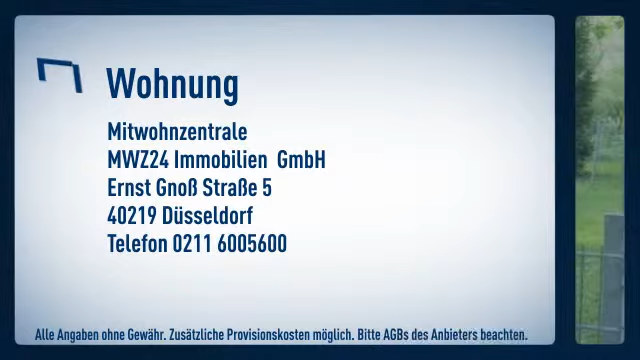 Wohnung
Mitwohnzentrale
MWZ24 Immobilien GmbH
Ernst Gnoß Straße 5
40219 Düsseldorf
Telefon 0211 6005600
Alle Angaben ohne Gewähr. Zusätzliche Provisionskosten möglich. Bitte AGBs des Anbieters beachten.